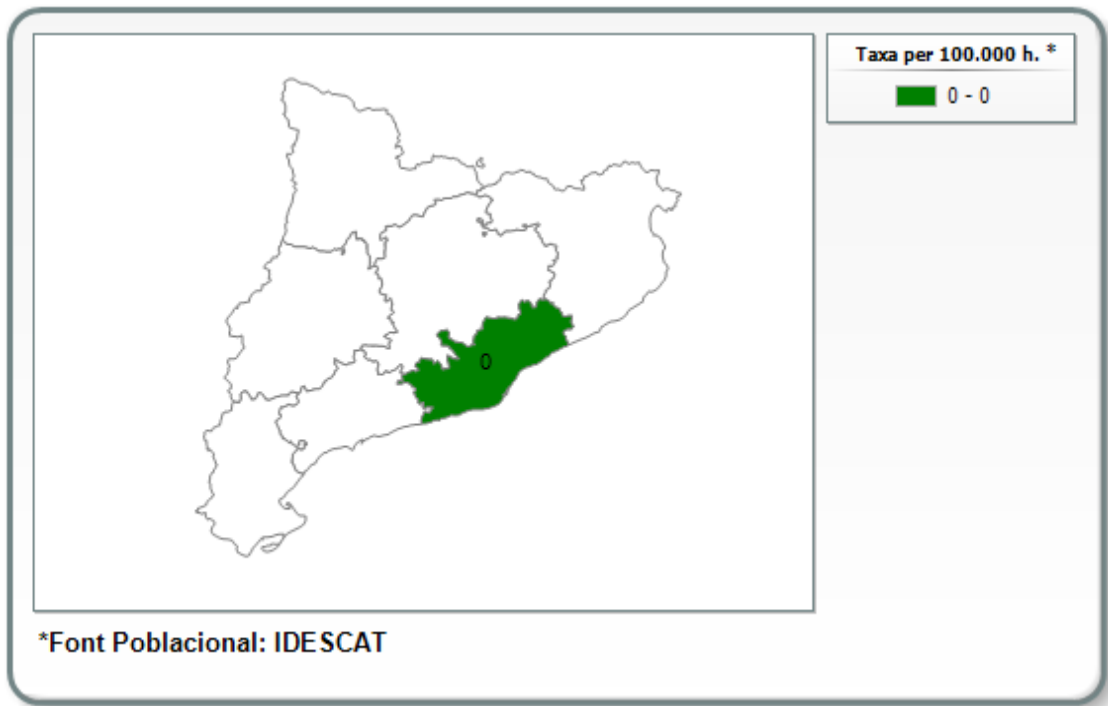 Taxa per 100.000 h. *
0 - 0
0
*Font Poblacional: IDESCAT